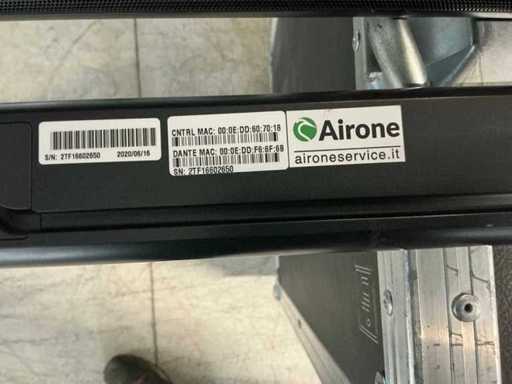 S/N: 2TF16602650 2020/06/16
CNTRL MAC: 00:0E:DD:60:70:18
DANTE MAC: 00:0E:DD:F6:6F:69
SN: 2TF16602650
Airone
aironeservice.it